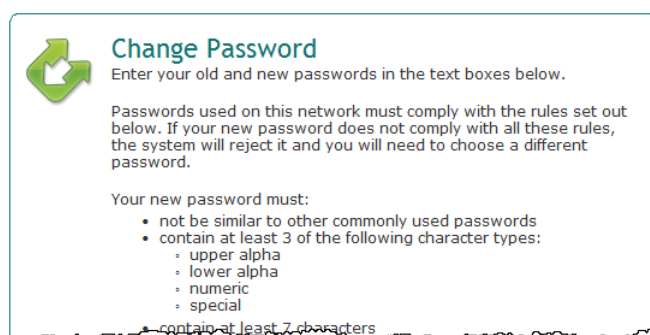 Change Password
Enter your old and new passwords in the text boxes below.
Passwords used on this network must comply with the rules set out
below. If your new password does not comply with all these rules,
the system will reject it and you will need to choose a different
password.
Your new password must:
• not be similar to other commonly used passwords
• contain at least 3 of the following character types:
◦ upper alpha
◦ lower alpha
◦ numeric
◦ special
• contain at least 7 characters